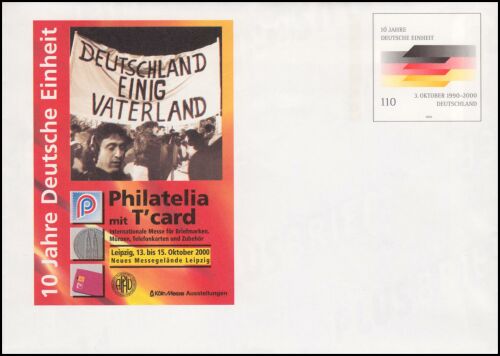 10 Jahre Deutsche Einheit
DEUTSCHLAND
EINIG
VATERLAND
P
Philatelia
mit T'card
Internationale Messe für Briefmarken,
Münzen, Telefonkarten und Zubehör
Leipzig, 13. bis 15. Oktober 2000
Neues Messegelände Leipzig
APHV
KölnMesse Ausstellungen
10 JAHRE
DEUTSCHE EINHEIT
3. OKTOBER 1990–2000
110
DEUTSCHLAND